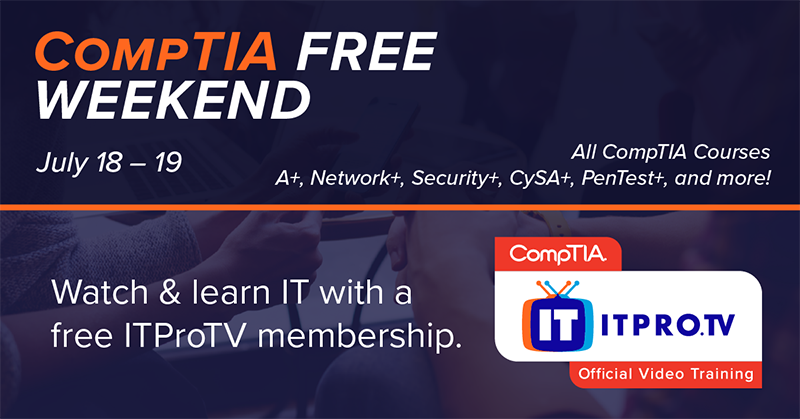 COMPTIA FREE
WEEKEND
July 18 – 19
All CompTIA Courses
A+, Network+, Security+, CySA+, PenTest+, and more!
Watch & learn IT with a
free ITProTV membership.
CompTIA.
IT ITPRO.TV
Official Video Training